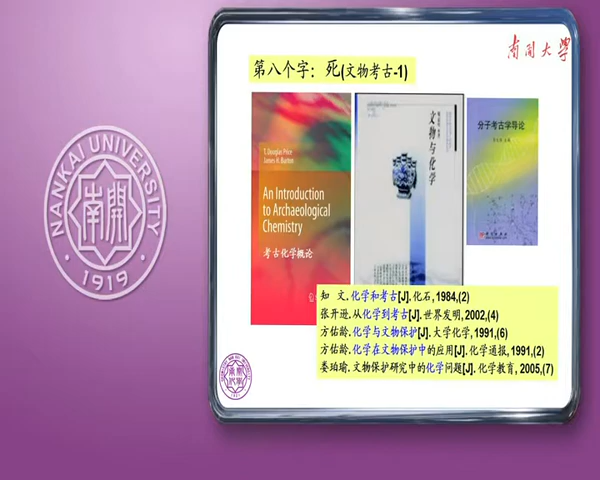 南開大學
第八个字：死(文物考古-1)
NANKAI UNIVERSITY
南開
· 1919 ·
T. Douglas Price
James H. Burton
An Introduction
to Archaeological
Chemistry
考古化学概论
文物与化学
分子考古学导论
知 文.化学和考古[J].化石,1984,(2)
张开逊.从化学到考古[J].世界发明,2002,(4)
方佑龄.化学与文物保护[J].大学化学,1991,(6)
方佑龄.化学在文物保护中的应用[J].化学通报,1991,(2)
娄珀瑜.文物保护研究中的化学问题[J].化学教育,2005,(7)